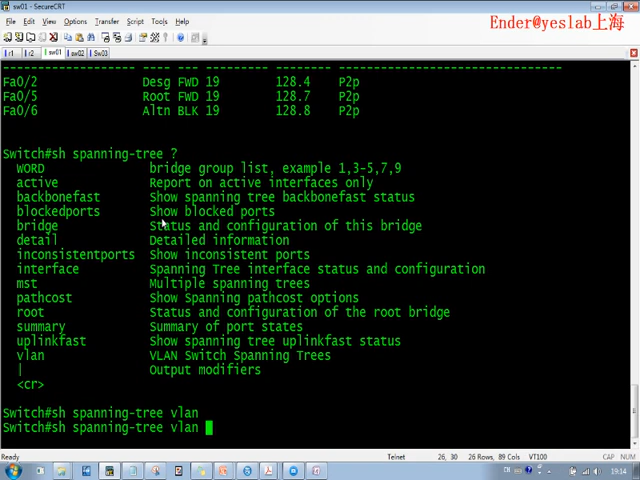 sw01 - SecureCRT
Ender@yeslab上海
File Edit View Options Transfer Script Tools Help
r1 r2 sw01 sw02 Sw03
Fa0/2 Desg FWD 19 128.4 P2p
Fa0/5 Root FWD 19 128.7 P2p
Fa0/6 Altn BLK 19 128.8 P2p
Switch#sh spanning-tree ?
WORD bridge group list, example 1,3-5,7,9
active Report on active interfaces only
backbonefast Show spanning tree backbonefast status
blockedports Show blocked ports
bridge Status and configuration of this bridge
detail Detailed information
inconsistentports Show inconsistent ports
interface Spanning Tree interface status and configuration
mst Multiple spanning trees
pathcost Show Spanning pathcost options
root Status and configuration of the root bridge
summary Summary of port states
uplinkfast Show spanning tree uplinkfast status
vlan VLAN Switch Spanning Trees
| Output modifiers
<cr>
Switch#sh spanning-tree vlan
Switch#sh spanning-tree vlan
Ready Telnet 26, 30 26 Rows, 89 Cols VT100 CAP NUM
19:14